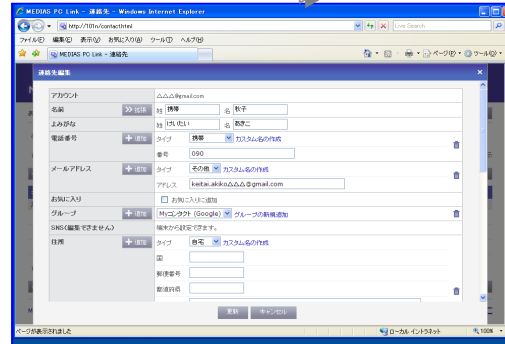 MEDIAS PC Link - 連絡先 - Windows Internet Explorer
http://101n/contact.html
Live Search
ファイル(F) 編集(E) 表示(V) お気に入り(A) ツール(T) ヘルプ(H)
MEDIAS PC Link - 連絡先
ページ(P) ツール(O)
連絡先編集 ×
アカウント △△△@gmail.com
名前 拡張 姓 携帯 名 秋子
よみがな 姓 けいたい 名 あきこ
電話番号 + 追加 タイプ 携帯 カスタム名の作成
番号 090
メールアドレス + 追加 タイプ その他 カスタム名の作成
アドレス keitai.akiko△△△@gmail.com
お気に入り お気に入りに追加
グループ + 追加 Myコンタクト (Google) グループの新規追加
SNS(編集できません) 端末から設定できます。
住所 + 追加 タイプ 自宅 カスタム名の作成
国
郵便番号
都道府県
更新 キャンセル
ページが表示されました ローカル イントラネット 100%